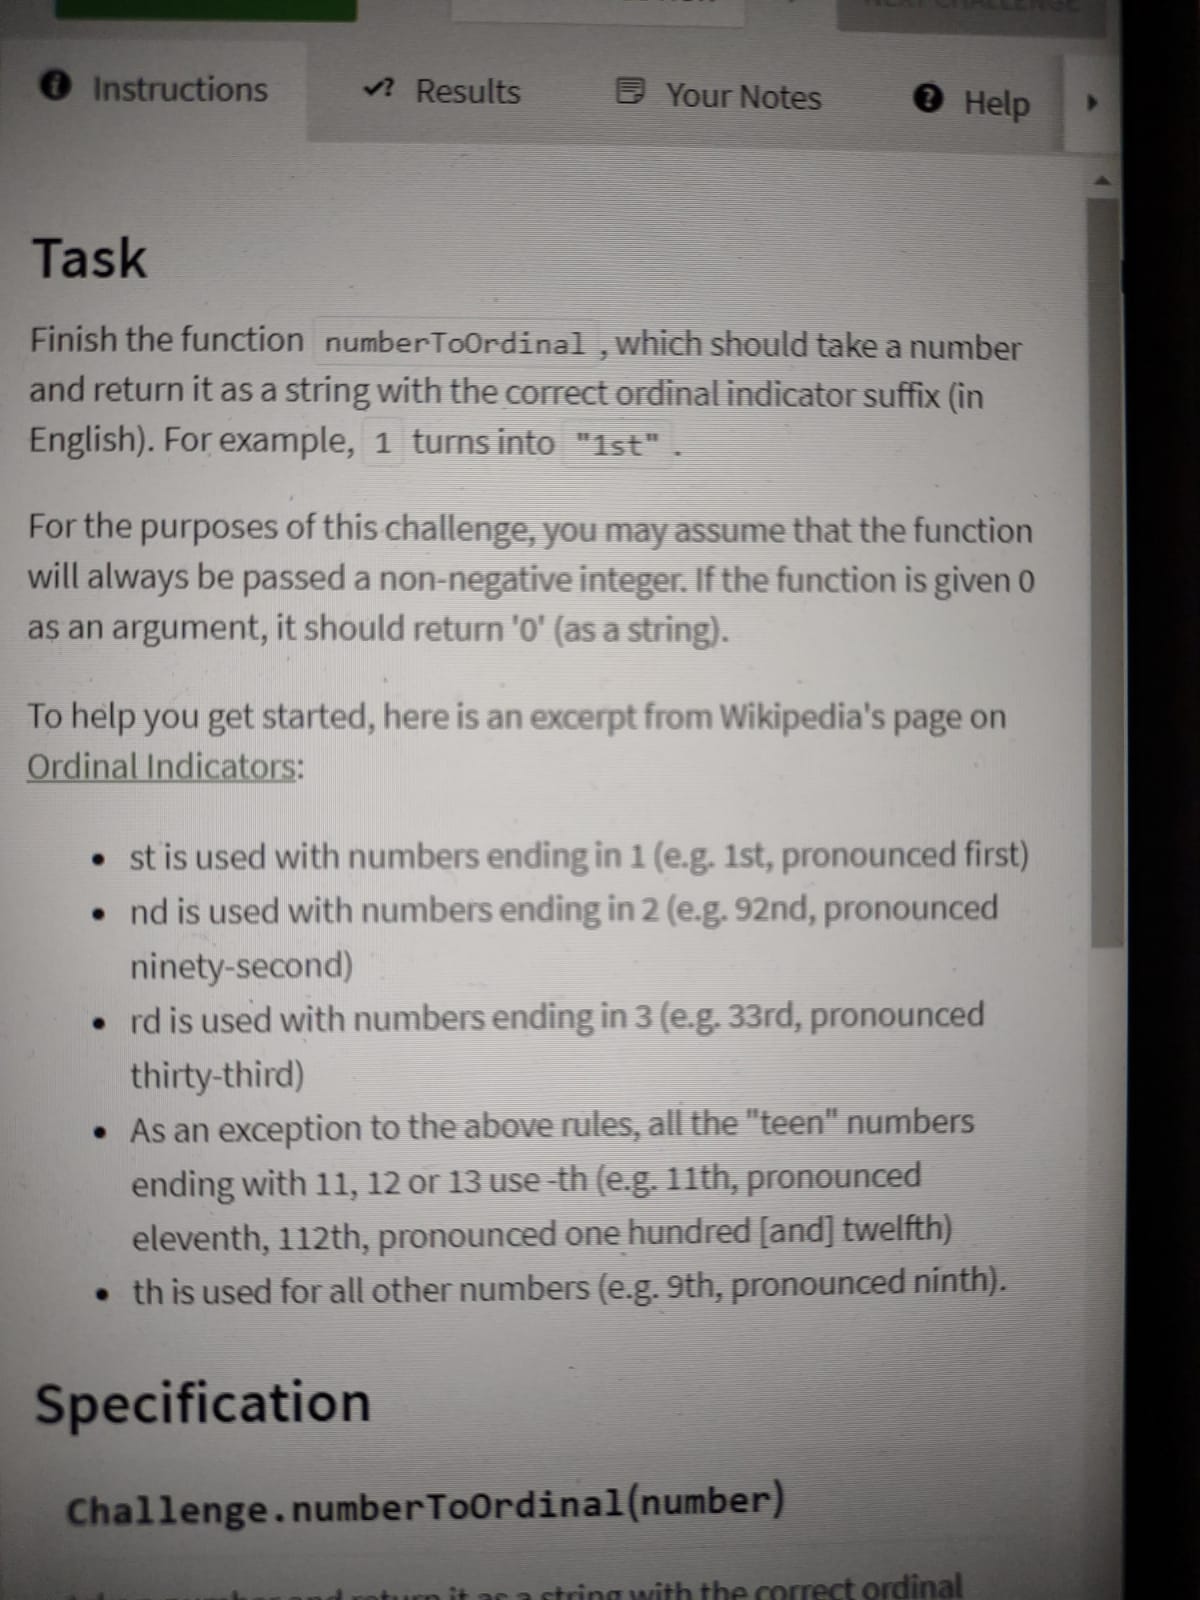 Instructions
Results
Your Notes
Help
Task
Finish the function numberToOrdinal , which should take a number
and return it as a string with the correct ordinal indicator suffix (in
English). For example, 1 turns into "1st" .
For the purposes of this challenge, you may assume that the function
will always be passed a non-negative integer. If the function is given 0
as an argument, it should return '0' (as a string).
To help you get started, here is an excerpt from Wikipedia's page on
Ordinal Indicators:
• st is used with numbers ending in 1 (e.g. 1st, pronounced first)
• nd is used with numbers ending in 2 (e.g. 92nd, pronounced
ninety-second)
• rd is used with numbers ending in 3 (e.g. 33rd, pronounced
thirty-third)
• As an exception to the above rules, all the "teen" numbers
ending with 11, 12 or 13 use -th (e.g. 11th, pronounced
eleventh, 112th, pronounced one hundred [and] twelfth)
• th is used for all other numbers (e.g. 9th, pronounced ninth).
Specification
Challenge.numberToOrdinal(number)
and return it as a string with the correct ordinal